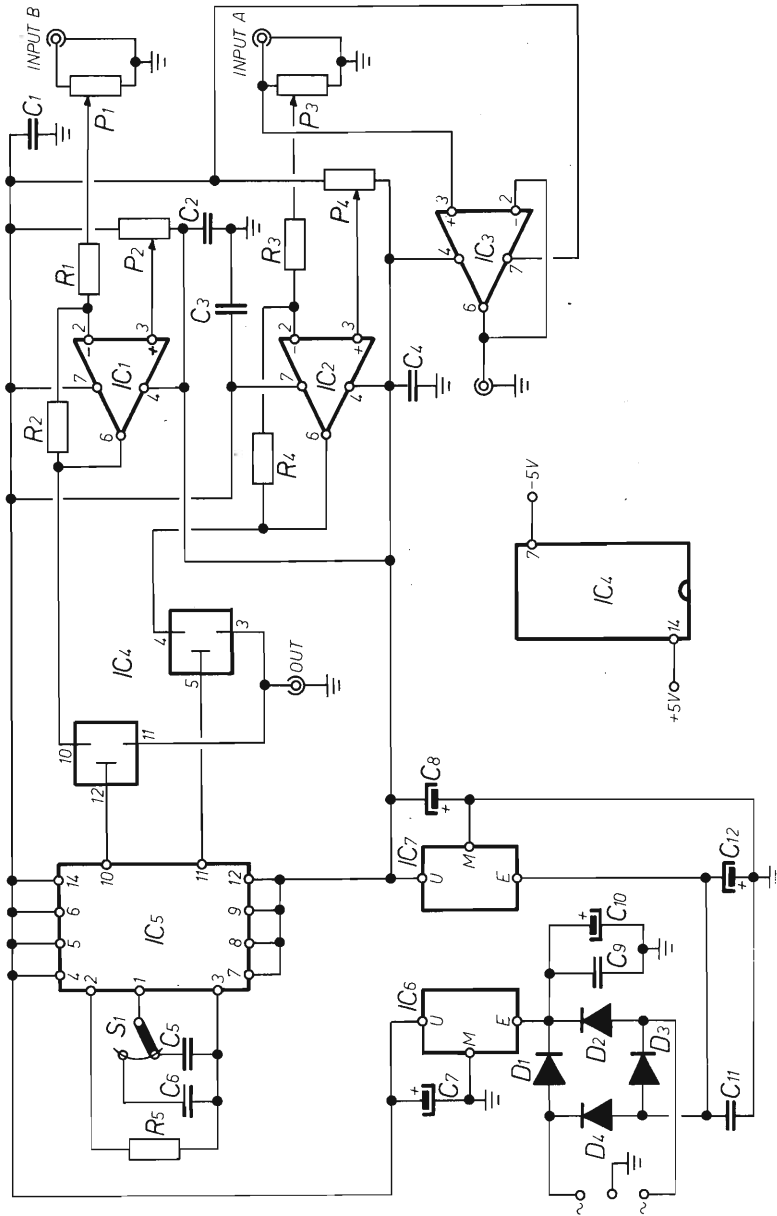 INPUT B
INPUT A
P1
C1
R1
P2
C2
R3
P3
P4
C3
R2
2
-
7
IC1
+
3
4
6
2
-
7
IC2
+
3
4
6
R4
C4
3
+
4
IC3
-
2
7
6
IC4
10
11
12
4
3
5
OUT
14
6
5
4
10
11
IC5
12
9
8
7
2
1
3
S1
C5
C6
R5
IC7
U
M
E
C8
+
IC6
U
M
E
C7
+
C10
+
C9
C12
+
D1
D2
D3
D4
C11
~
~
-5V
7
IC4
14
+5V